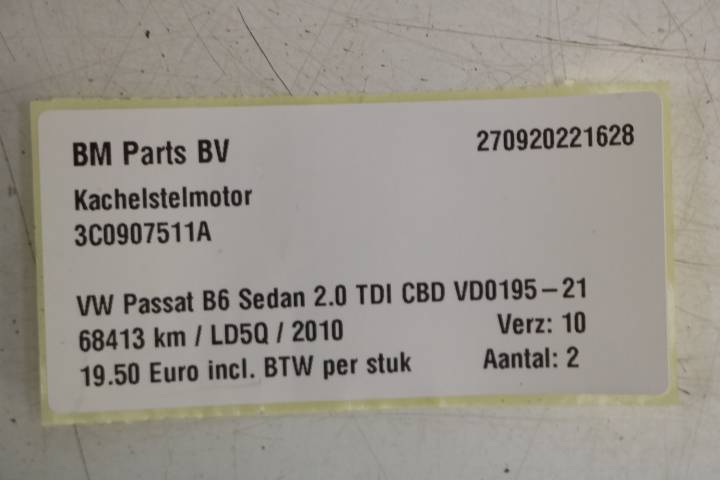 BM Parts BV 270920221628
Kachelstelmotor
3C0907511A
VW Passat B6 Sedan 2.0 TDI CBD VD0195-21
68413 km / LD5Q / 2010 Verz: 10
19.50 Euro incl. BTW per stuk Aantal: 2